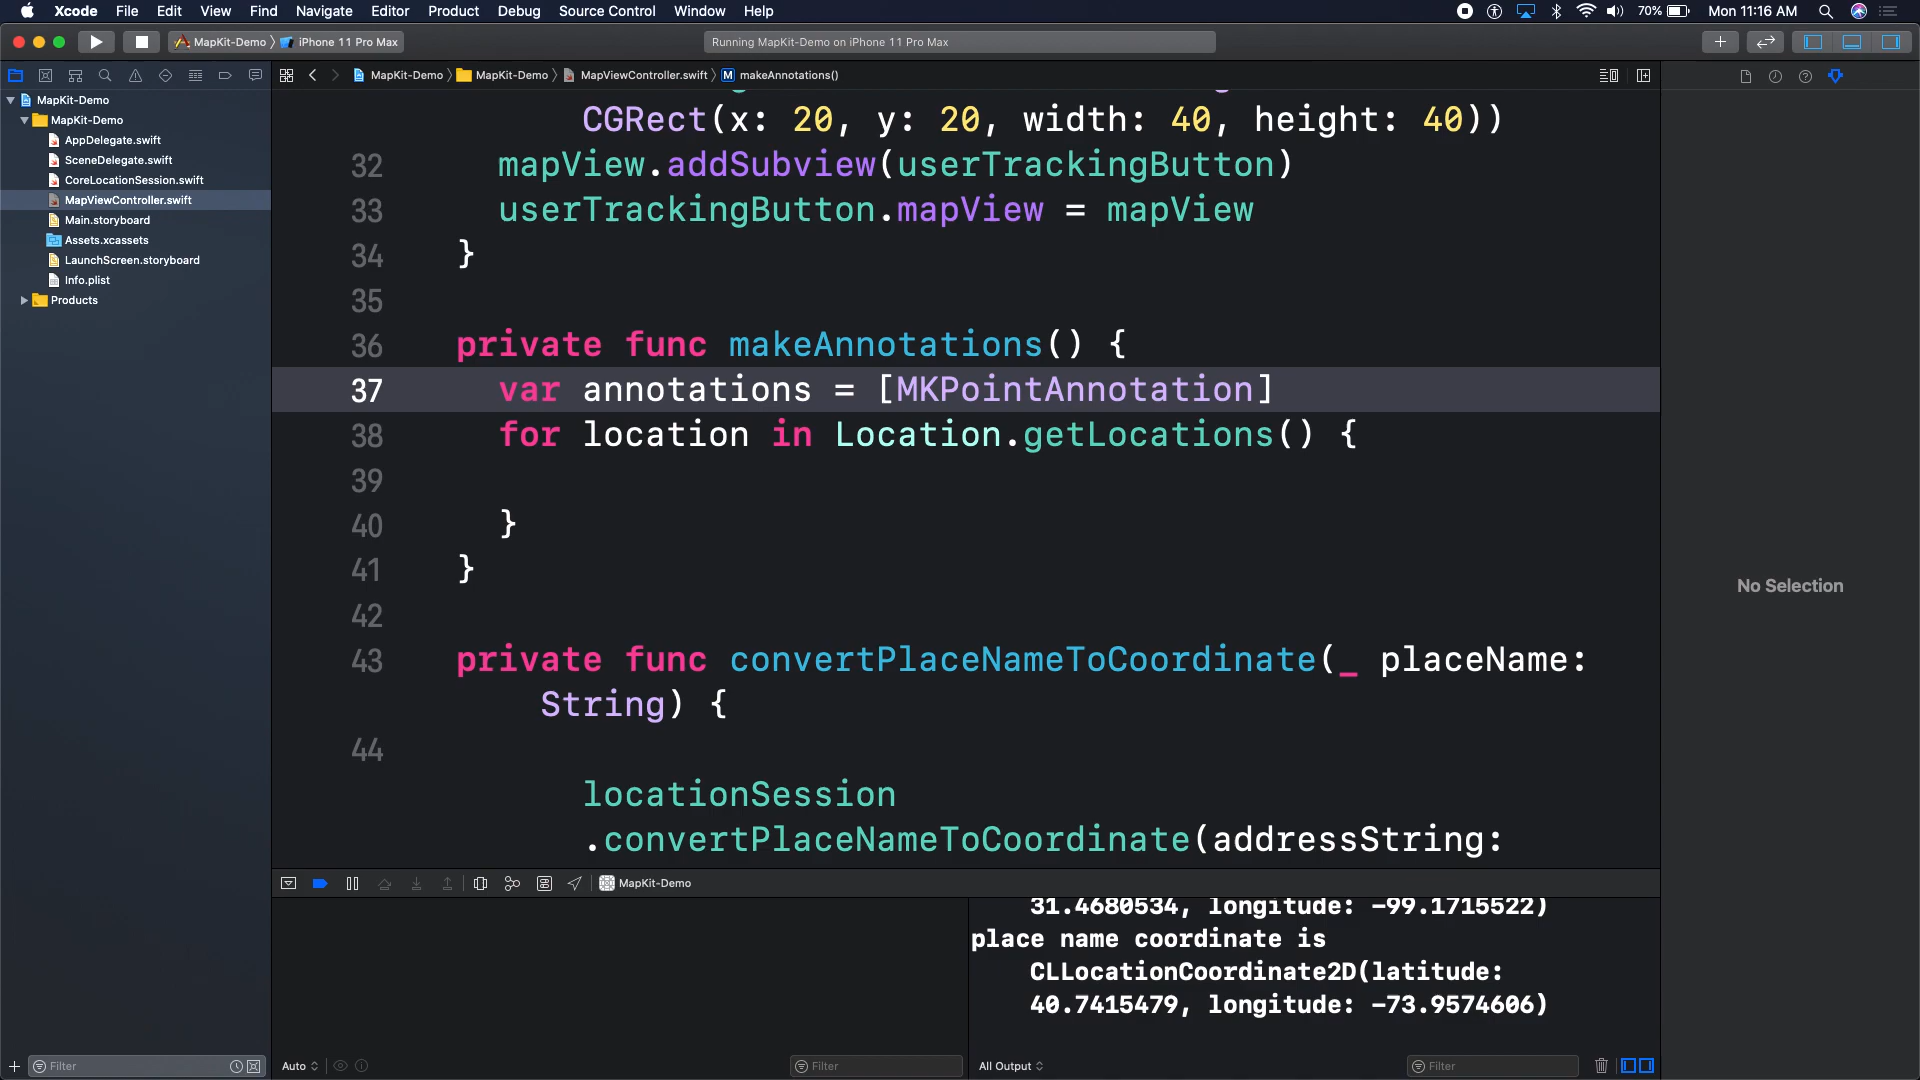 Xcode File Edit View Find Navigate Editor Product Debug Source Control Window Help
70% Mon 11:16 AM
MapKit-Demo iPhone 11 Pro Max
Running MapKit-Demo on iPhone 11 Pro Max
MapKit-Demo MapKit-Demo MapViewController.swift M makeAnnotations()
MapKit-Demo
MapKit-Demo
AppDelegate.swift
SceneDelegate.swift
CoreLocationSession.swift
MapViewController.swift
Main.storyboard
Assets.xcassets
LaunchScreen.storyboard
Info.plist
Products
CGRect(x: 20, y: 20, width: 40, height: 40))
32 mapView.addSubview(userTrackingButton)
33 userTrackingButton.mapView = mapView
34 }
35
36 private func makeAnnotations() {
37 var annotations = [MKPointAnnotation]
38 for location in Location.getLocations() {
39
40 }
41 }
42
43 private func convertPlaceNameToCoordinate(_ placeName:
String) {
44
locationSession
.convertPlaceNameToCoordinate(addressString:
No Selection
MapKit-Demo
31.4680534, longitude: -99.1715522)
place name coordinate is
CLLocationCoordinate2D(latitude:
40.7415479, longitude: -73.9574606)
Filter
Auto
Filter
All Output
Filter